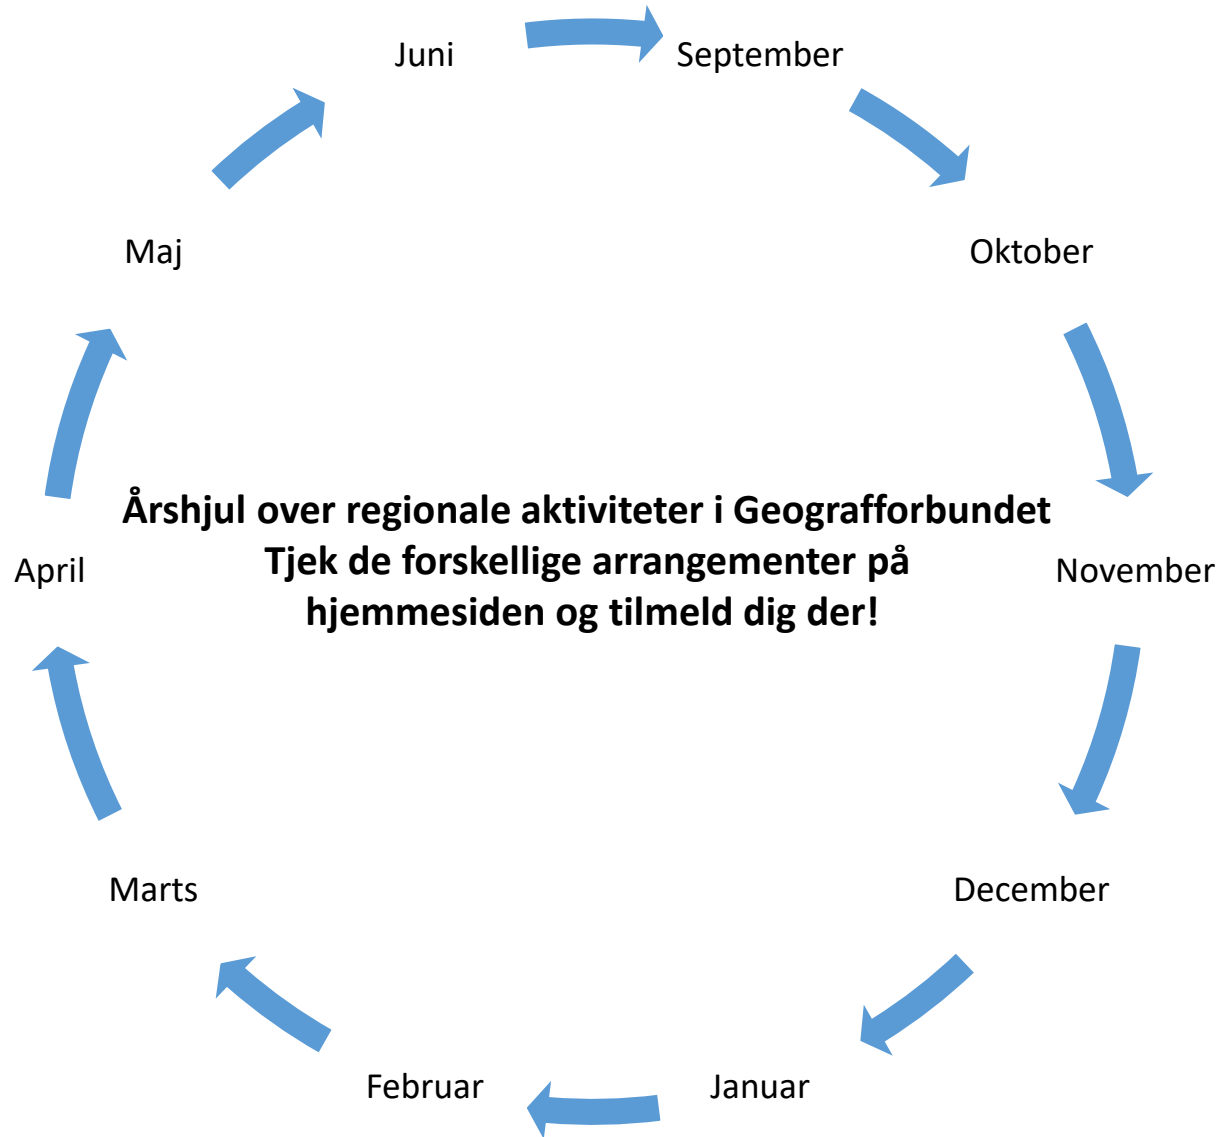 Juni
September
Maj
Oktober
Årshjul over regionale aktiviteter i Geografforbundet
Tjek de forskellige arrangementer på
hjemmesiden og tilmeld dig der!
April
November
Marts
December
Februar
Januar